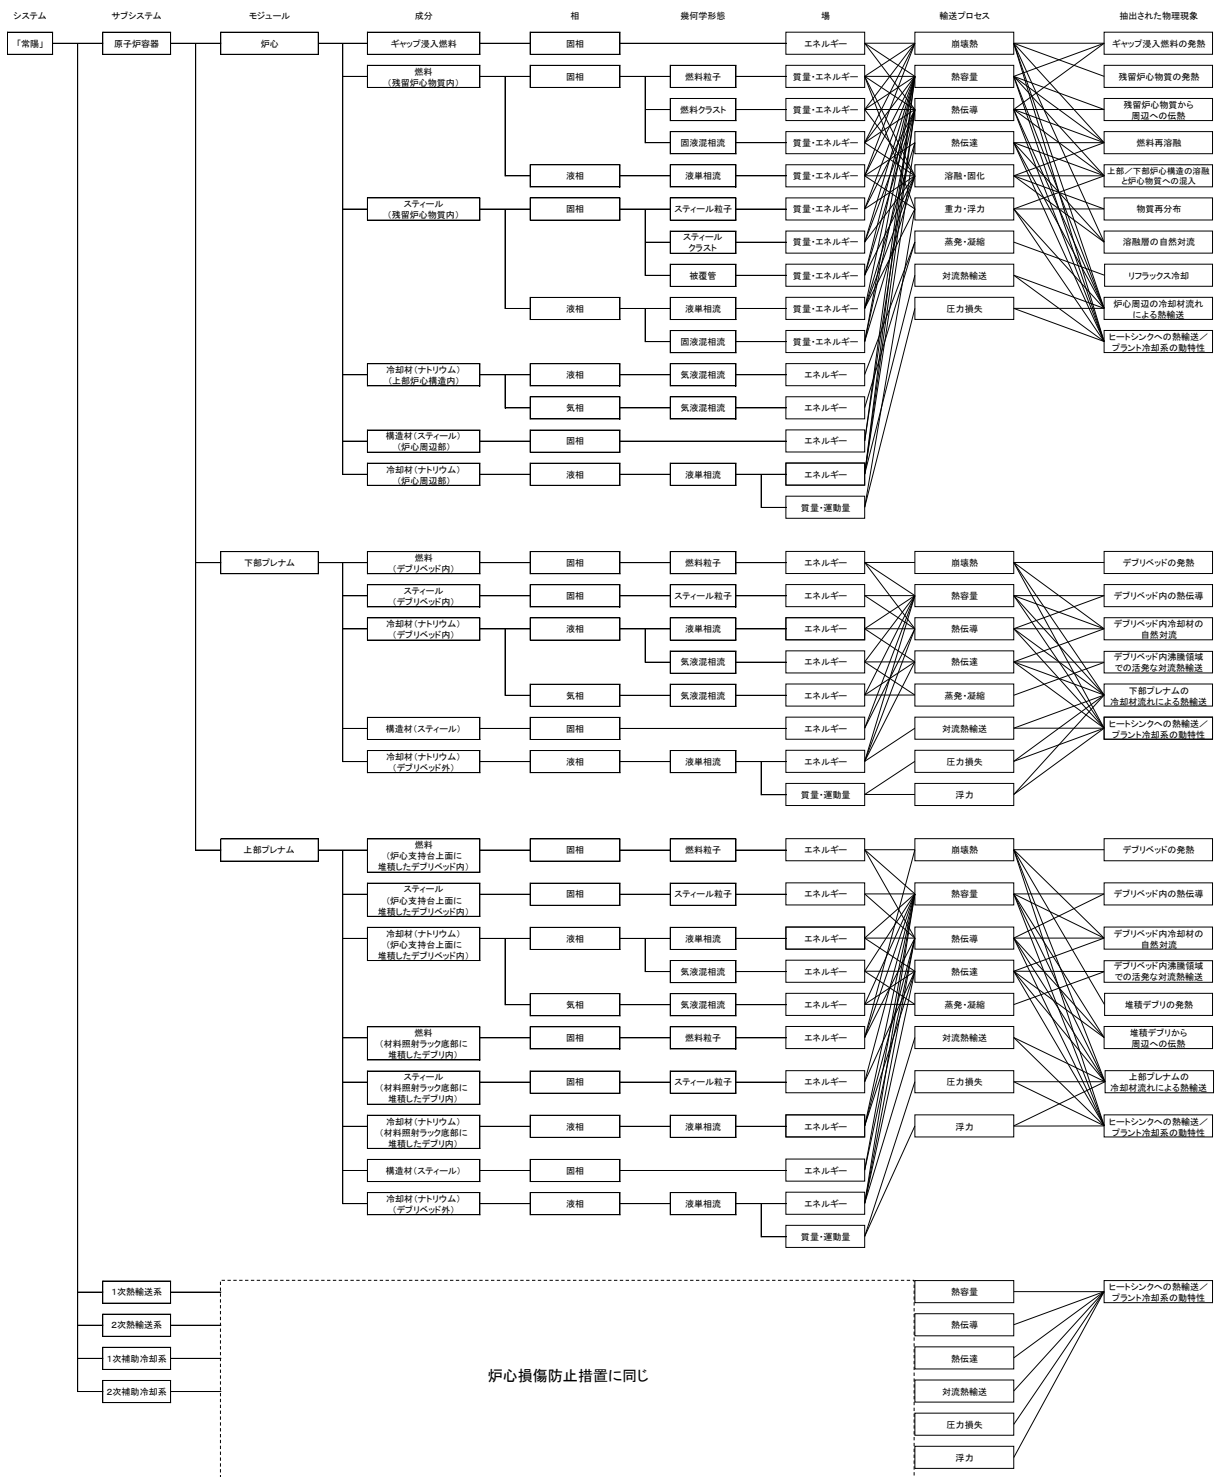 システム
サブシステム
モジュール
成分
相
幾何学形態
場
輸送プロセス
抽出された物理現象
「常陽」
原子炉容器
炉心
ギャップ浸入燃料
固相
エネルギー
崩壊熱
ギャップ浸入燃料の発熱
燃料
(残留炉心物質内)
固相
燃料粒子
質量・エネルギー
熱容量
残留炉心物質の発熱
燃料クラスト
質量・エネルギー
熱伝導
残留炉心物質から
周辺への伝熱
固液混相流
質量・エネルギー
熱伝達
燃料再溶融
液相
液単相流
質量・エネルギー
溶融・固化
上部/下部炉心構造の溶融
と炉心物質への混入
スティール
(残留炉心物質内)
固相
スティール粒子
質量・エネルギー
重力・浮力
物質再分布
スティール
クラスト
質量・エネルギー
蒸発・凝縮
溶融層の自然対流
被覆管
質量・エネルギー
対流熱輸送
リフラックス冷却
液相
液単相流
質量・エネルギー
圧力損失
炉心周辺の冷却材流れ
による熱輸送
固液混相流
質量・エネルギー
ヒートシンクへの熱輸送/
プラント冷却系の動特性
冷却材(ナトリウム)
(上部炉心構造内)
液相
気液混相流
エネルギー
気相
気液混相流
エネルギー
構造材(スティール)
(炉心周辺部)
固相
エネルギー
冷却材(ナトリウム)
(炉心周辺部)
液相
液単相流
エネルギー
質量・運動量
下部プレナム
燃料
(デブリベッド内)
固相
燃料粒子
エネルギー
崩壊熱
デブリベッドの発熱
スティール
(デブリベッド内)
固相
スティール粒子
エネルギー
熱容量
デブリベッド内の熱伝導
冷却材(ナトリウム)
(デブリベッド内)
液相
液単相流
エネルギー
熱伝導
デブリベッド内冷却材の
自然対流
気液混相流
エネルギー
熱伝達
デブリベッド内沸騰領域
での活発な対流熱輸送
気相
気液混相流
エネルギー
蒸発・凝縮
下部プレナムの
冷却材流れによる熱輸送
構造材(スティール)
固相
エネルギー
対流熱輸送
ヒートシンクへの熱輸送/
プラント冷却系の動特性
冷却材(ナトリウム)
(デブリベッド外)
液相
液単相流
エネルギー
圧力損失
質量・運動量
浮力
上部プレナム
燃料
(炉心支持台上面に
堆積したデブリベッド内)
固相
燃料粒子
エネルギー
崩壊熱
デブリベッドの発熱
スティール
(炉心支持台上面に
堆積したデブリベッド内)
固相
スティール粒子
エネルギー
熱容量
デブリベッド内の熱伝導
冷却材(ナトリウム)
(炉心支持台上面に
堆積したデブリベッド内)
液相
液単相流
エネルギー
熱伝導
デブリベッド内冷却材の
自然対流
気液混相流
エネルギー
熱伝達
デブリベッド内沸騰領域
での活発な対流熱輸送
気相
気液混相流
エネルギー
蒸発・凝縮
堆積デブリの発熱
燃料
(材料照射ラック底部に
堆積したデブリ内)
固相
燃料粒子
エネルギー
対流熱輸送
堆積デブリから
周辺への伝熱
スティール
(材料照射ラック底部に
堆積したデブリ内)
固相
スティール粒子
エネルギー
圧力損失
上部プレナムの
冷却材流れによる熱輸送
冷却材(ナトリウム)
(材料照射ラック底部に
堆積したデブリ内)
液相
液単相流
エネルギー
浮力
ヒートシンクへの熱輸送/
プラント冷却系の動特性
構造材(スティール)
固相
エネルギー
冷却材(ナトリウム)
(デブリベッド外)
液相
液単相流
エネルギー
質量・運動量
1次熱輸送系
熱容量
ヒートシンクへの熱輸送/
プラント冷却系の動特性
2次熱輸送系
熱伝導
1次補助冷却系
熱伝達
炉心損傷防止措置に同じ
2次補助冷却系
対流熱輸送
圧力損失
浮力